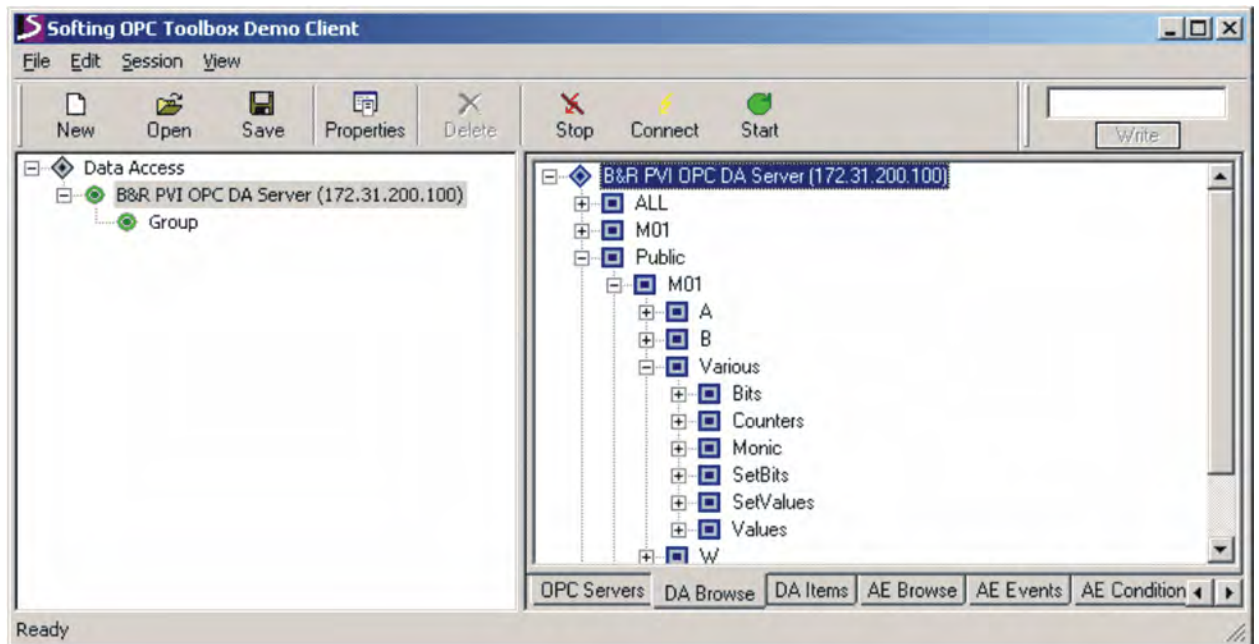 Softing OPC Toolbox Demo Client
File Edit Session View
New Open Save Properties Delete Stop Connect Start Write
Data Access
B&R PVI OPC DA Server (172.31.200.100)
Group
B&R PVI OPC DA Server (172.31.200.100)
ALL
M01
Public
M01
A
B
Various
Bits
Counters
Monic
SetBits
SetValues
Values
W
OPC Servers DA Browse DA Items AE Browse AE Events AE Condition
Ready